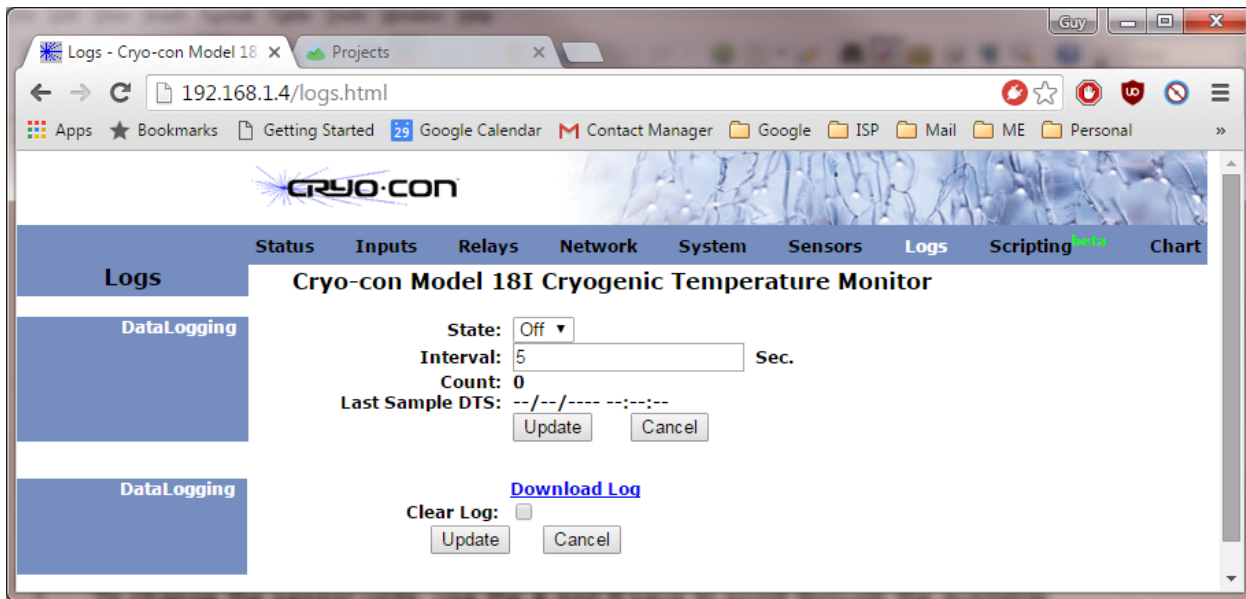 Guy
Logs - Cryo-con Model 18
Projects
192.168.1.4/logs.html
Apps Bookmarks Getting Started 29 Google Calendar Contact Manager Google ISP Mail ME Personal »
CRYO·CON
Status Inputs Relays Network System Sensors Logs Scripting Chart
Logs
Cryo-con Model 18I Cryogenic Temperature Monitor
DataLogging
State: Off
Interval: 5 Sec.
Count: 0
Last Sample DTS: --/--/---- --:--:--
Update Cancel
DataLogging
Download Log
Clear Log:
Update Cancel